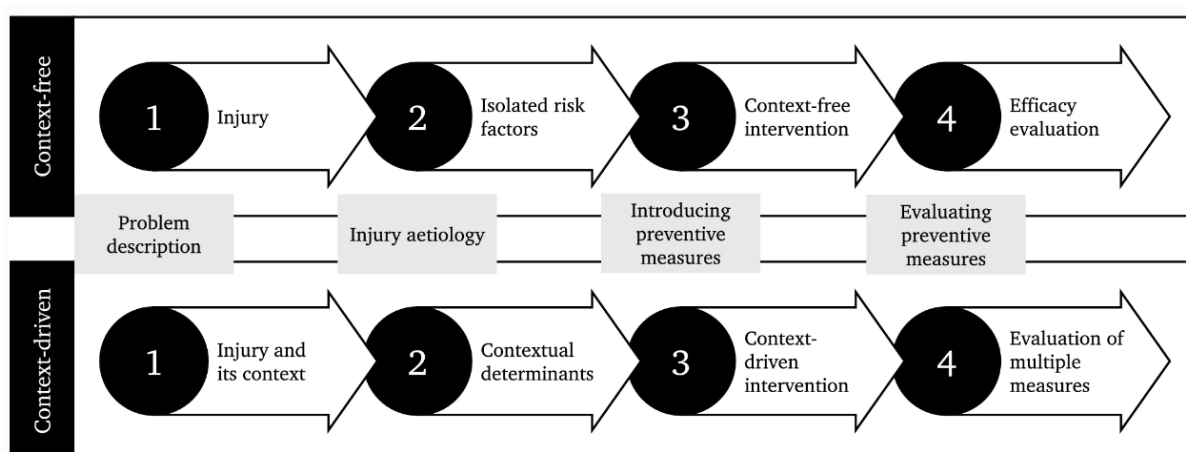 Context-free
1
Injury
2
Isolated risk
factors
3
Context-free
intervention
4
Efficacy
evaluation
Problem
description
Injury aetiology
Introducing
preventive
measures
Evaluating
preventive
measures
Context-driven
1
Injury and
its context
2
Contextual
determinants
3
Context-
driven
intervention
4
Evaluation of
multiple
measures